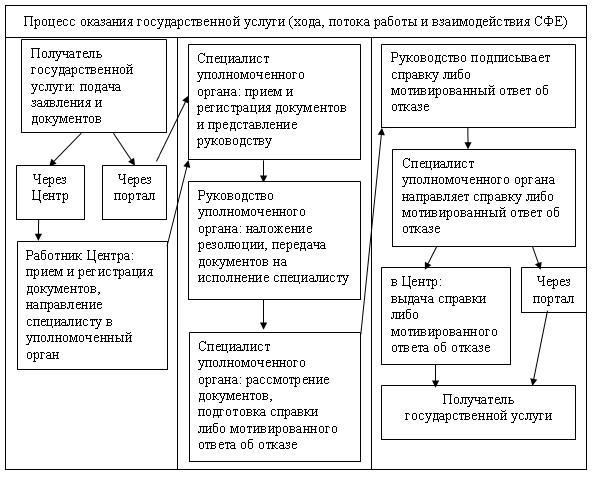 Процесс оказания государственной услуги (хода, потока работы и взаимодействия СФЕ)
Получатель
государственной
услуги: подача
заявления и
документов
Через
Центр
Через
портал
Работник Центра:
прием и регистрация
документов,
направление
специалисту в
уполномоченный
орган
Специалист
уполномоченного
органа: прием и
регистрация документов
и представление
руководству
Руководство
уполномоченного
органа: наложение
резолюции, передача
документов на
исполнение специалисту
Специалист
уполномоченного
органа: рассмотрение
документов,
подготовка справки
либо мотивированного
ответа об отказе
Руководство подписывает
справку либо
мотивированный ответ об
отказе
Специалист
уполномоченного органа
направляет справку либо
мотивированный ответ об
отказе
в Центр:
выдача справки
либо
мотивированного
ответа об отказе
Через
портал
Получатель
государственной услуги